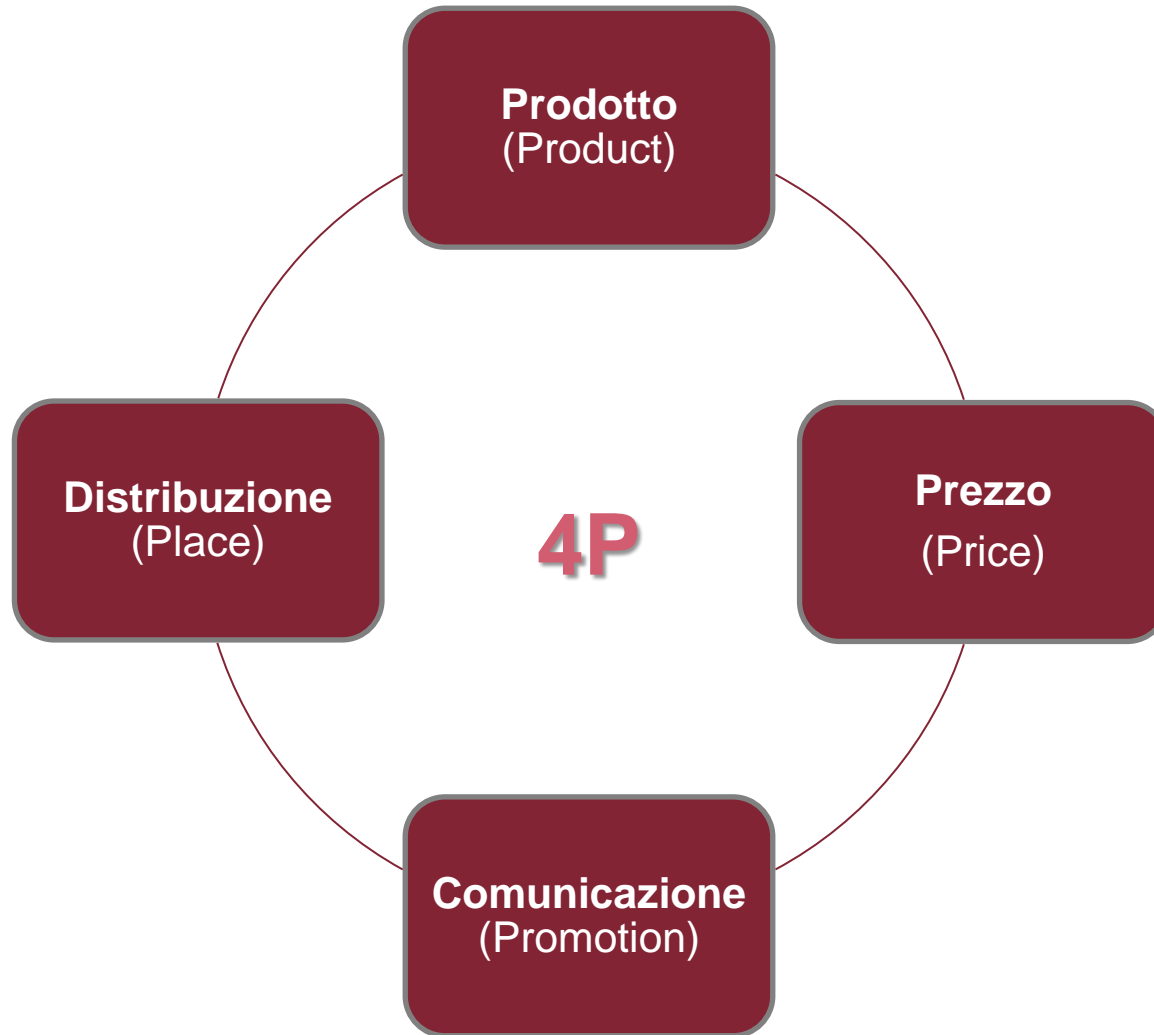 Prodotto
(Product)
Distribuzione
(Place)
4P
Prezzo
(Price)
Comunicazione
(Promotion)